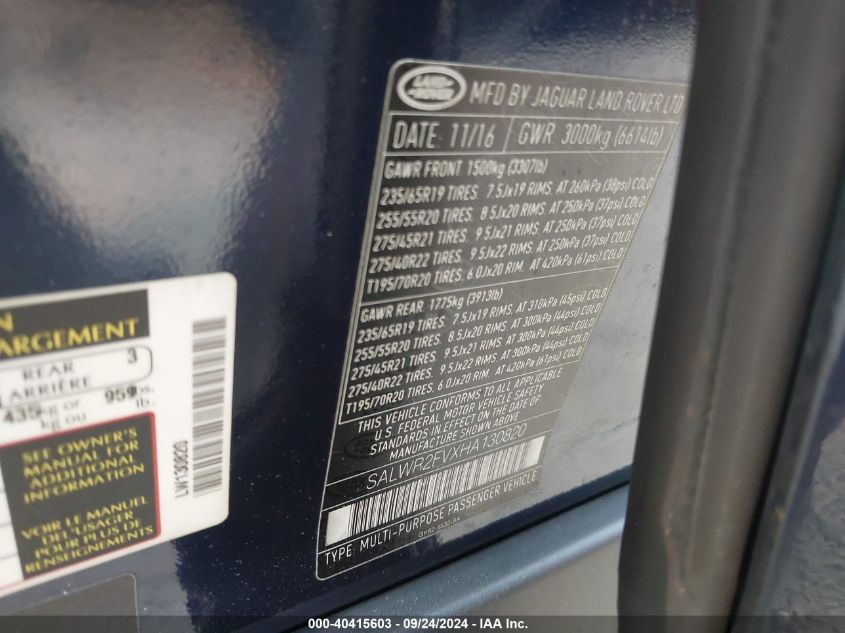 LAND ROVER
MFD BY JAGUAR LAND ROVER LTD
DATE: 11/16
GWR: 3000kg (6614lb)
GAWR FRONT 1500kg (3307lb)
235/65R19 TIRES 7.5Jx19 RIMS AT 260kPa (38psi) COLD
255/55R20 TIRES 8.5Jx20 RIMS AT 250kPa (37psi) COLD
275/45R21 TIRES 9.5Jx21 RIMS AT 250kPa (37psi) COLD
275/40R22 TIRES 9.5Jx22 RIMS AT 250kPa (37psi) COLD
T195/70R20 TIRES 6.0Jx20 RIM AT 420kPa (61psi) COLD
GAWR REAR 1775kg (3913lb)
235/65R19 TIRES 7.5Jx19 RIMS AT 310kPa (45psi) COLD
255/55R20 TIRES 8.5Jx20 RIMS AT 300kPa (44psi) COLD
275/45R21 TIRES 9.5Jx21 RIMS AT 300kPa (44psi) COLD
275/40R22 TIRES 9.5Jx22 RIMS AT 300kPa (44psi) COLD
T195/70R20 TIRES 6.0Jx20 RIM AT 420kPa (61psi) COLD
THIS VEHICLE CONFORMS TO ALL APPLICABLE
U.S. FEDERAL MOTOR VEHICLE SAFETY
STANDARDS IN EFFECT ON THE DATE OF
MANUFACTURE SHOWN ABOVE.
SALWR2FVXHA130820
TYPE: MULTI-PURPOSE PASSENGER VEHICLE
N
ARGEMENT
REAR
ARRIÈRE
3
435 kg or
kg ou
959 lbs.
lb.
SEE OWNER'S
MANUAL FOR
ADDITIONAL
INFORMATION
VOIR LE MANUEL
DE L'USAGER
POUR PLUS DE
RENSEIGNEMENTS
LW130820
000-40415603 - 09/24/2024 - IAA Inc.